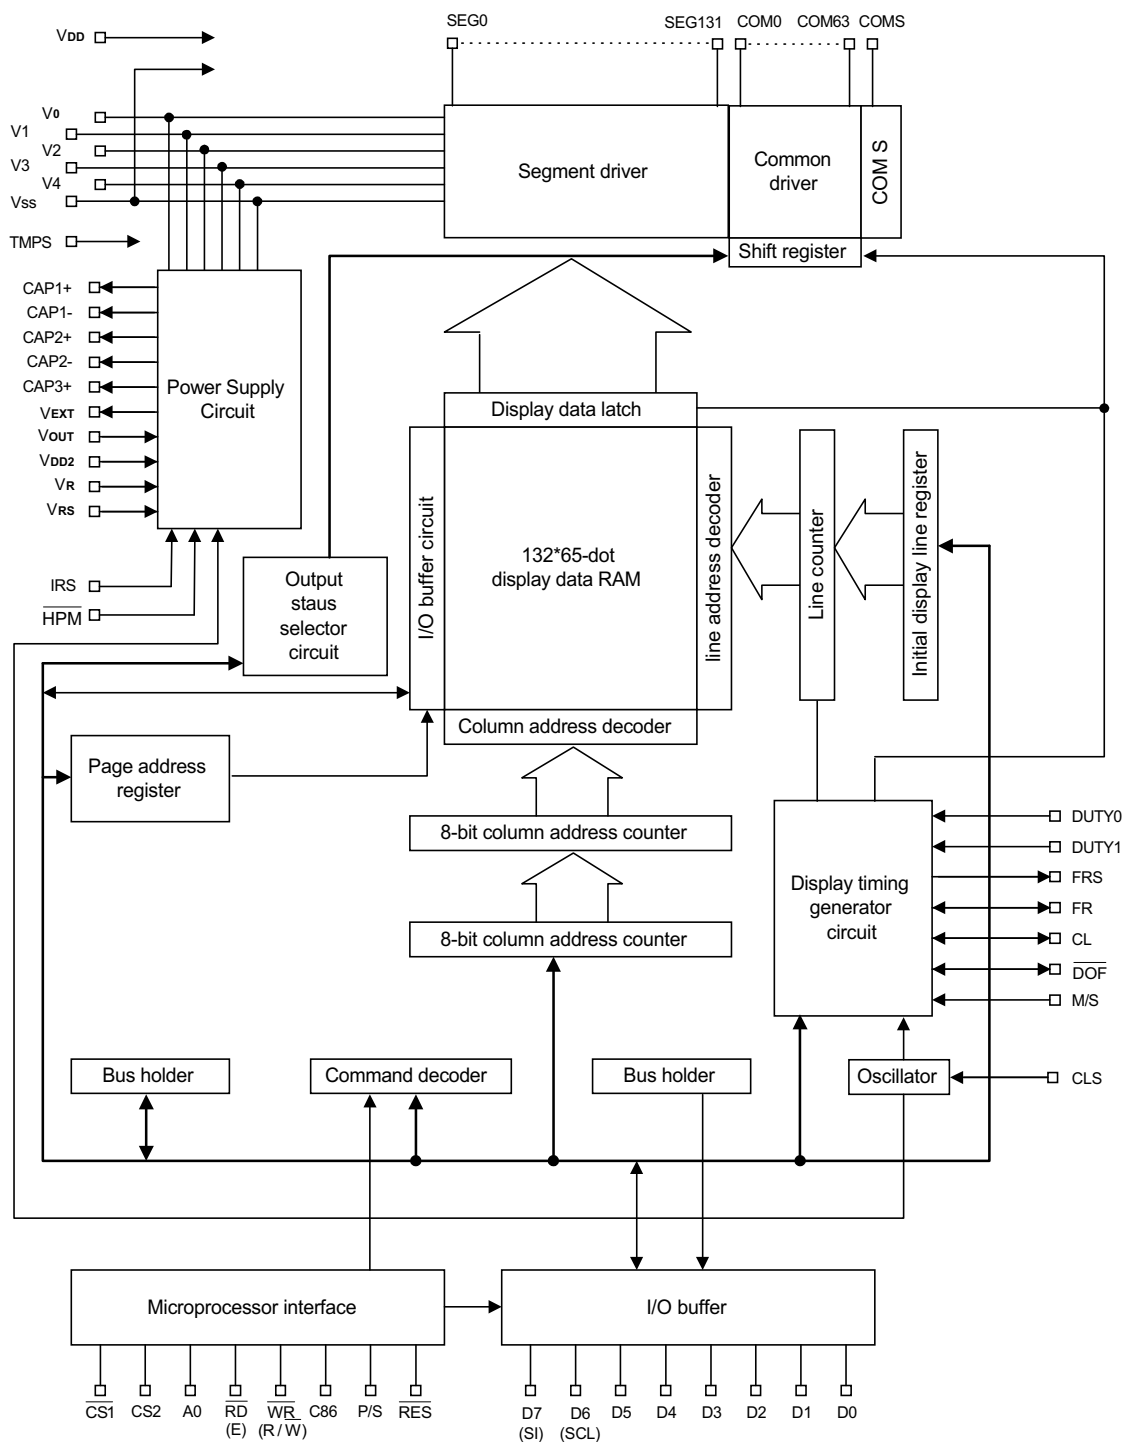 SEG0
SEG131
COM0
COM63
COMS
VDD
V0
V1
V2
V3
V4
Vss
TMPS
Segment driver
Common
driver
COM S
Shift register
CAP1+
CAP1-
CAP2+
CAP2-
CAP3+
VEXT
VOUT
VDD2
VR
VRS
Power Supply
Circuit
IRS
HPM
Output
staus
selector
circuit
Display data latch
I/O buffer circuit
132*65-dot
display data RAM
line address decoder
Line counter
Initial display line register
Column address decoder
Page address
register
8-bit column address counter
8-bit column address counter
Display timing
generator
circuit
DUTY0
DUTY1
FRS
FR
CL
DOF
M/S
Bus holder
Command decoder
Bus holder
Oscillator
CLS
Microprocessor interface
I/O buffer
CS1
CS2
A0
RD
(E)
WR
(R/W)
C86
P/S
RES
D7
(SI)
D6
(SCL)
D5
D4
D3
D2
D1
D0